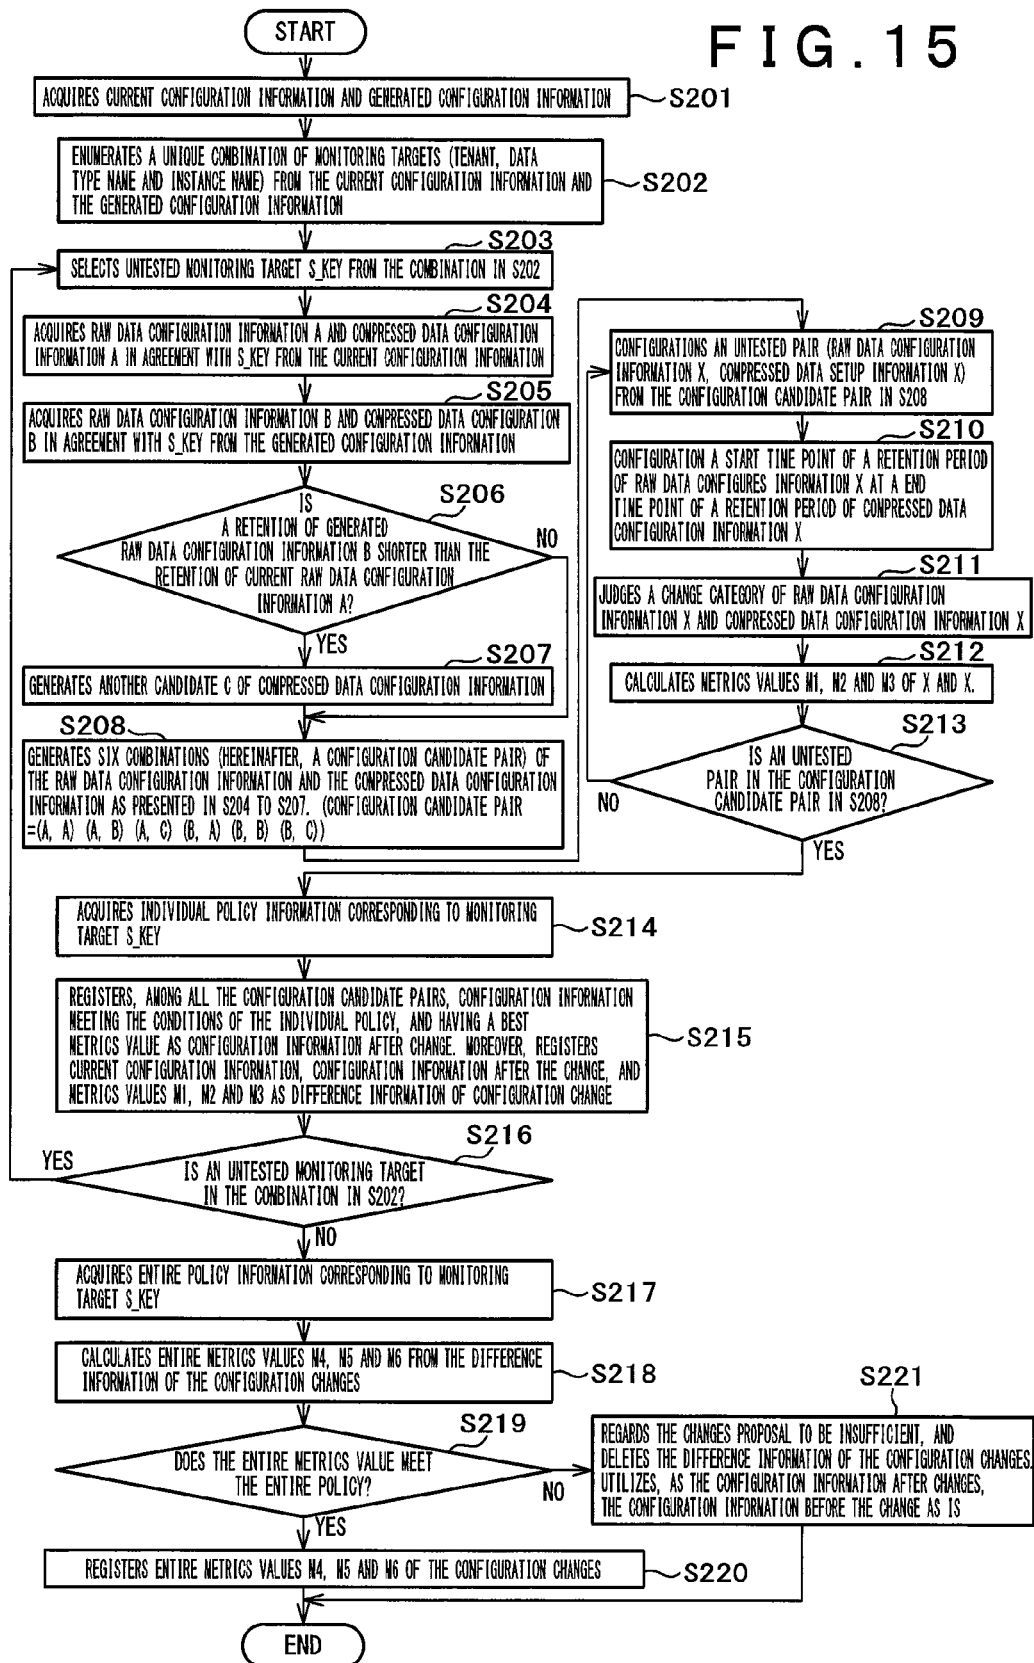 FIG.15
START
ACQUIRES CURRENT CONFIGURATION INFORMATION AND GENERATED CONFIGURATION INFORMATION
S201
ENUMERATES A UNIQUE COMBINATION OF MONITORING TARGETS (TENANT, DATA
TYPE NAME AND INSTANCE NAME) FROM THE CURRENT CONFIGURATION INFORMATION AND
THE GENERATED CONFIGURATION INFORMATION
S202
S203
SELECTS UNTESTED MONITORING TARGET S_KEY FROM THE COMBINATION IN S202
S204
ACQUIRES RAW DATA CONFIGURATION INFORMATION A AND COMPRESSED DATA CONFIGURATION
INFORMATION A IN AGREEMENT WITH S_KEY FROM THE CURRENT CONFIGURATION INFORMATION
S205
ACQUIRES RAW DATA CONFIGURATION INFORMATION B AND COMPRESSED DATA CONFIGURATION
B IN AGREEMENT WITH S_KEY FROM THE GENERATED CONFIGURATION INFORMATION
S206
IS
A RETENTION OF GENERATED
RAW DATA CONFIGURATION INFORMATION B SHORTER THAN THE
RETENTION OF CURRENT RAW DATA CONFIGURATION
INFORMATION A?
NO
YES
S207
GENERATES ANOTHER CANDIDATE C OF COMPRESSED DATA CONFIGURATION INFORMATION
S208
GENERATES SIX COMBINATIONS (HEREINAFTER, A CONFIGURATION CANDIDATE PAIR) OF
THE RAW DATA CONFIGURATION INFORMATION AND THE COMPRESSED DATA CONFIGURATION
INFORMATION AS PRESENTED IN S204 TO S207. (CONFIGURATION CANDIDATE PAIR
=(A, A) (A, B) (A, C) (B, A) (B, B) (B, C))
S209
CONFIGURATIONS AN UNTESTED PAIR (RAW DATA CONFIGURATION
INFORMATION X, COMPRESSED DATA SETUP INFORMATION X)
FROM THE CONFIGURATION CANDIDATE PAIR IN S208
S210
CONFIGURATION A START TIME POINT OF A RETENTION PERIOD
OF RAW DATA CONFIGURES INFORMATION X AT A END
TIME POINT OF A RETENTION PERIOD OF COMPRESSED DATA
CONFIGURATION INFORMATION X
S211
JUDGES A CHANGE CATEGORY OF RAW DATA CONFIGURATION
INFORMATION X AND COMPRESSED DATA CONFIGURATION INFORMATION X
S212
CALCULATES METRICS VALUES M1, M2 AND M3 OF X AND X.
S213
IS AN UNTESTED
PAIR IN THE CONFIGURATION
CANDIDATE PAIR IN S208?
NO
YES
ACQUIRES INDIVIDUAL POLICY INFORMATION CORRESPONDING TO MONITORING
TARGET S_KEY
S214
REGISTERS, AMONG ALL THE CONFIGURATION CANDIDATE PAIRS, CONFIGURATION INFORMATION
MEETING THE CONDITIONS OF THE INDIVIDUAL POLICY, AND HAVING A BEST
METRICS VALUE AS CONFIGURATION INFORMATION AFTER CHANGE. MOREOVER, REGISTERS
CURRENT CONFIGURATION INFORMATION, CONFIGURATION INFORMATION AFTER THE CHANGE, AND
METRICS VALUES M1, M2 AND M3 AS DIFFERENCE INFORMATION OF CONFIGURATION CHANGE
S215
S216
YES
IS AN UNTESTED MONITORING TARGET
IN THE COMBINATION IN S202?
NO
ACQUIRES ENTIRE POLICY INFORMATION CORRESPONDING TO MONITORING
TARGET S_KEY
S217
CALCULATES ENTIRE METRICS VALUES M4, M5 AND M6 FROM THE DIFFERENCE
INFORMATION OF THE CONFIGURATION CHANGES
S218
S219
DOES THE ENTIRE METRICS VALUE MEET
THE ENTIRE POLICY?
NO
YES
S221
REGARDS THE CHANGES PROPOSAL TO BE INSUFFICIENT, AND
DELETES THE DIFFERENCE INFORMATION OF THE CONFIGURATION CHANGES.
UTILIZES, AS THE CONFIGURATION INFORMATION AFTER CHANGES,
THE CONFIGURATION INFORMATION BEFORE THE CHANGE AS IS
REGISTERS ENTIRE METRICS VALUES M4, M5 AND M6 OF THE CONFIGURATION CHANGES
S220
END